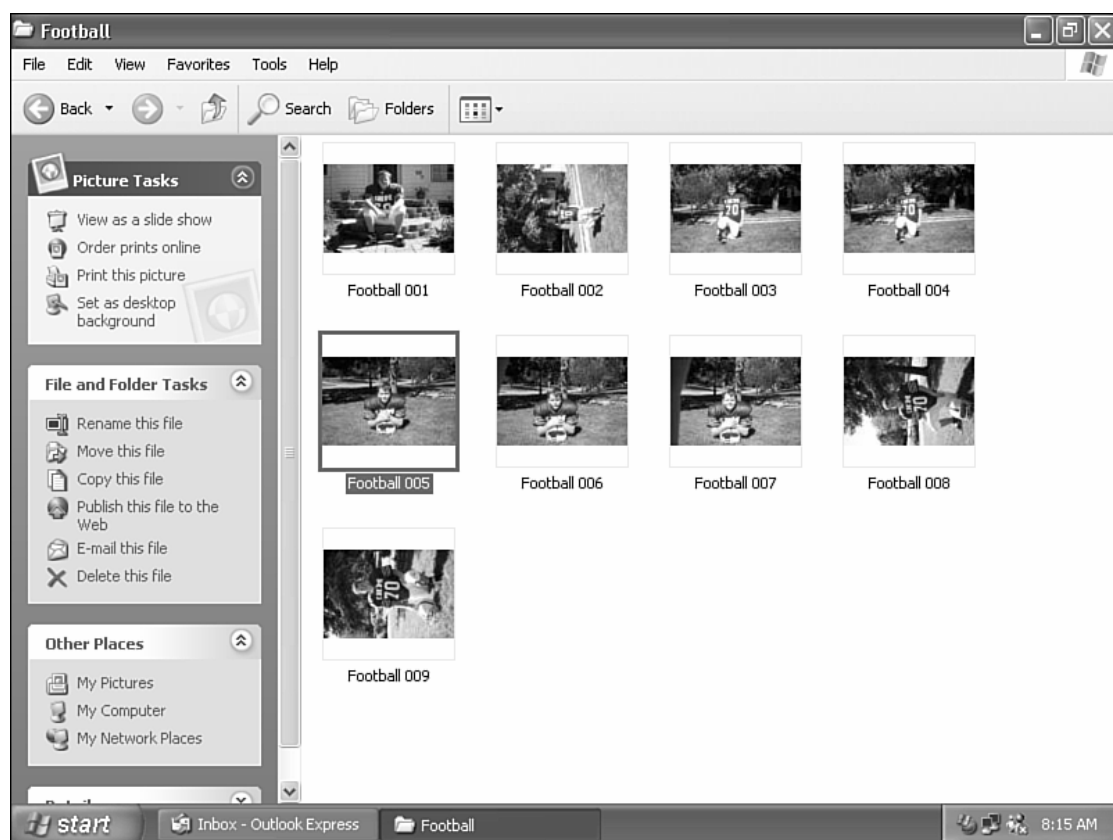 Football
File Edit View Favorites Tools Help
Back Search Folders
Picture Tasks
View as a slide show
Order prints online
Print this picture
Set as desktop
background
File and Folder Tasks
Rename this file
Move this file
Copy this file
Publish this file to the
Web
E-mail this file
Delete this file
Other Places
My Pictures
My Computer
My Network Places
Football 001 Football 002 Football 003 Football 004
70
70
Football 005 Football 006 Football 007 Football 008
70
Football 009
70
start Inbox - Outlook Express Football 8:15 AM